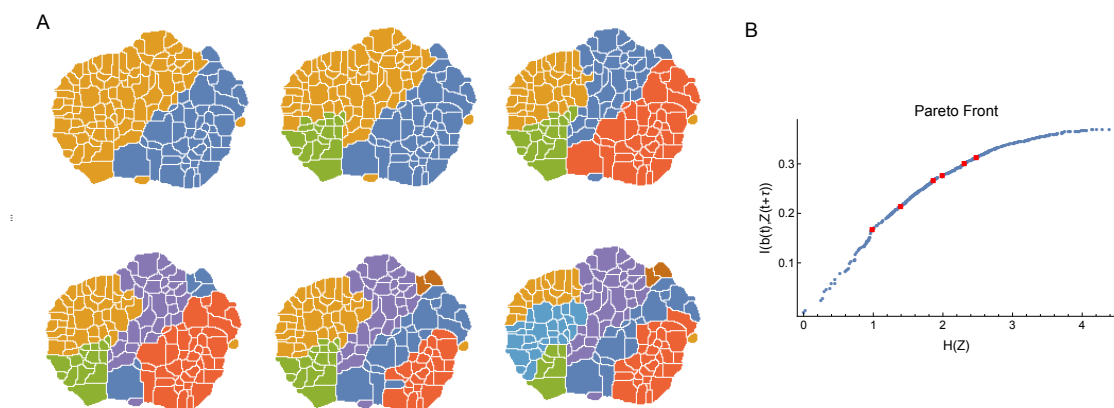 A
B
Pareto Front
I(b(t),Z(t+τ))
0.3
0.2
0.1
0
1
2
3
4
H(Z)